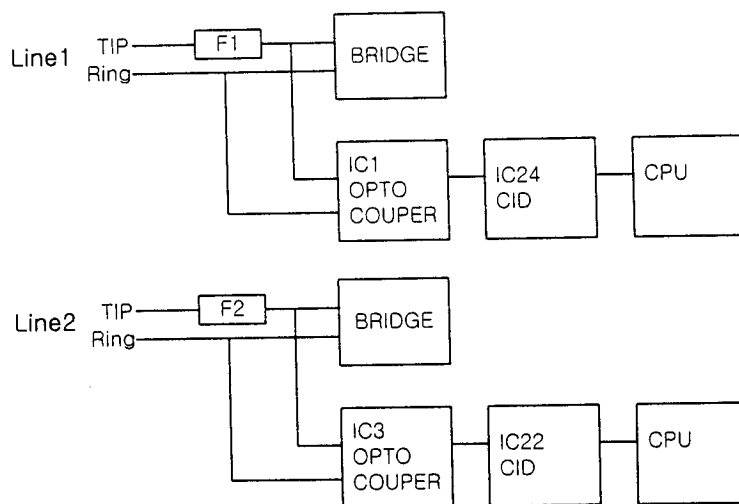 Line1
TIP
F1
Ring
BRIDGE
IC1
OPTO
COUPER
IC24
CID
CPU
Line2
TIP
F2
Ring
BRIDGE
IC3
OPTO
COUPER
IC22
CID
CPU